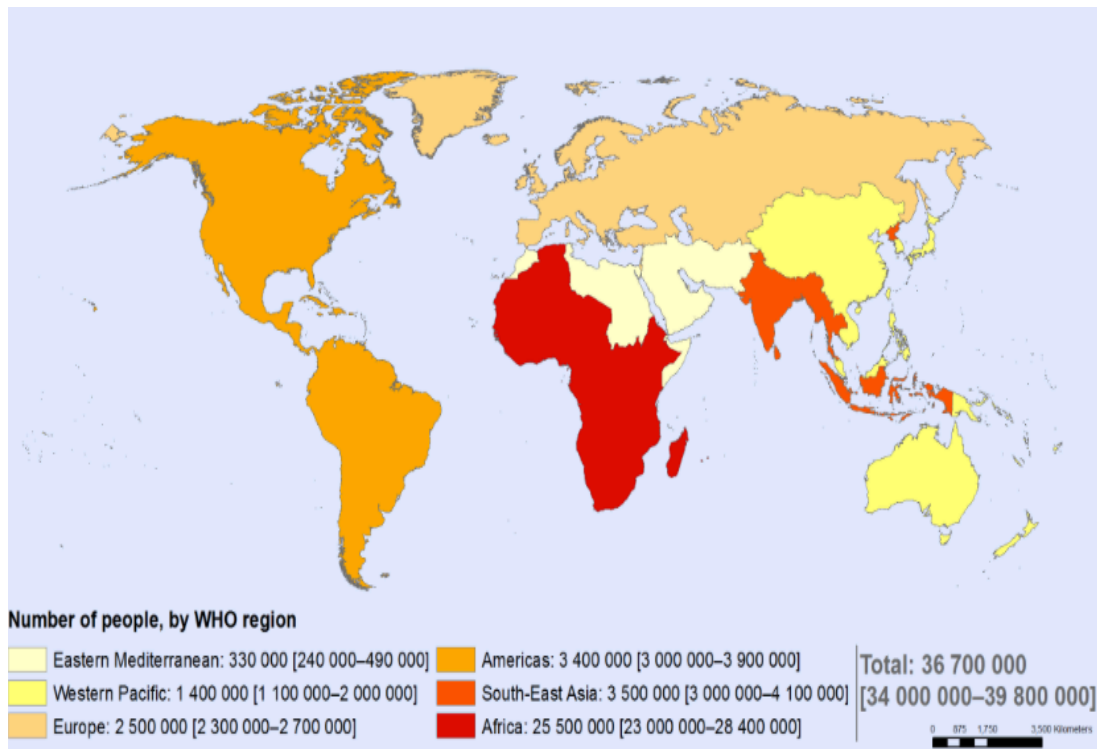 Number of people, by WHO region
Eastern Mediterranean: 330 000 [240 000–490 000]
Western Pacific: 1 400 000 [1 100 000–2 000 000]
Europe: 2 500 000 [2 300 000–2 700 000]
Americas: 3 400 000 [3 000 000–3 900 000]
South-East Asia: 3 500 000 [3 000 000–4 100 000]
Africa: 25 500 000 [23 000 000–28 400 000]
Total: 36 700 000
[34 000 000–39 800 000]
0 875 1,750 3,500 Kilometers